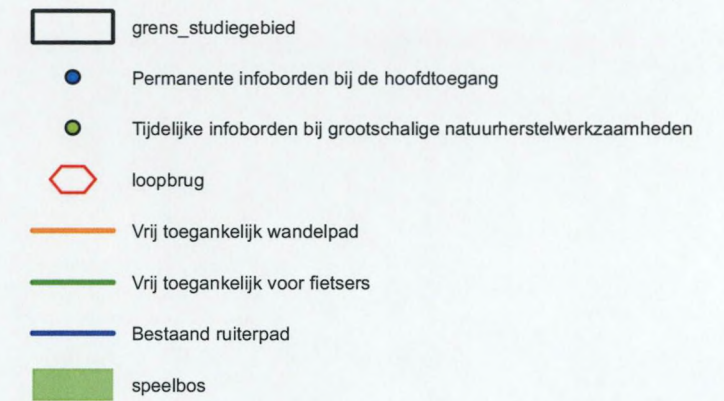 grens_studiegebied
Permanente infoborden bij de hoofdtoegang
Tijdelijke infoborden bij grootschalige natuurherstelwerkzaamheden
loopbrug
Vrij toegankelijk wandelpad
Vrij toegankelijk voor fietsers
Bestaand ruiterpad
speelbos